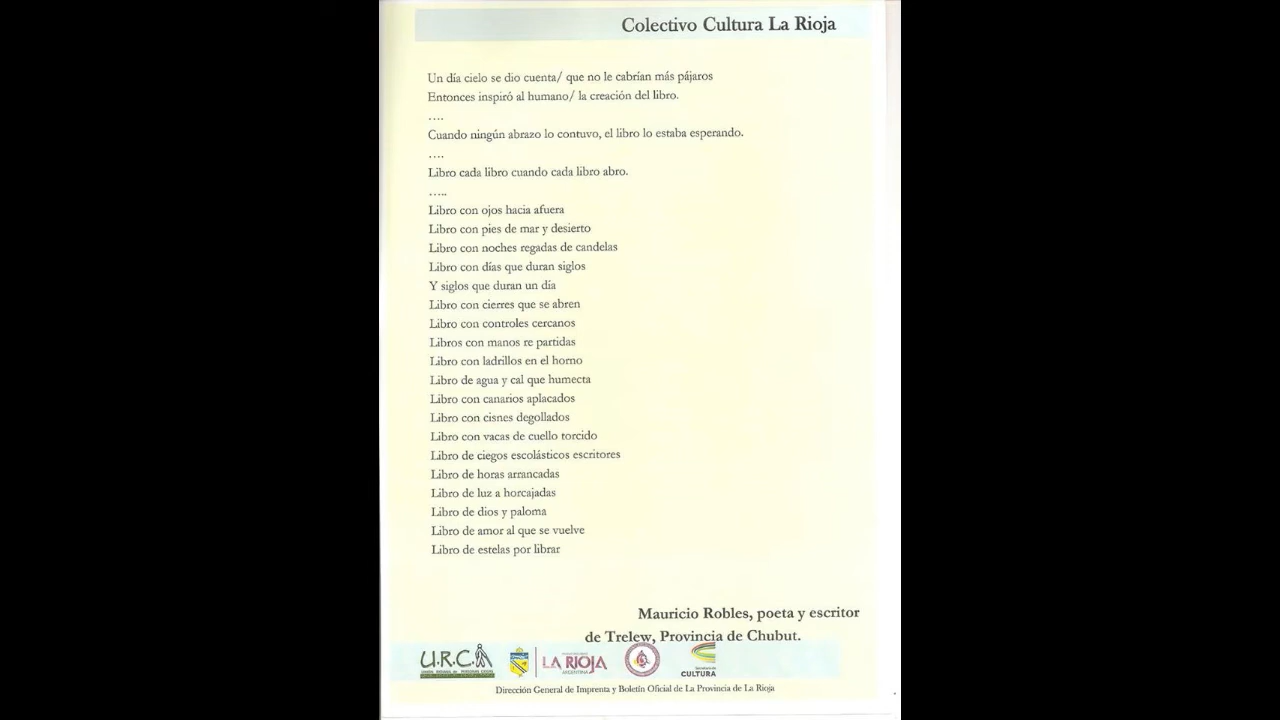 Colectivo Cultura La Rioja
Un día cielo se dio cuenta/ que no le cabrían más pájaros
Entonces inspiró al humano/ la creación del libro.
....
Cuando ningún abrazo lo contuvo, el libro lo estaba esperando.
....
Libro cada libro cuando cada libro abro.
.....
Libro con ojos hacia afuera
Libro con pies de mar y desierto
Libro con noches regadas de candelas
Libro con días que duran siglos
Y siglos que duran un día
Libro con cierres que se abren
Libro con controles cercanos
Libros con manos re partidas
Libro con ladrillos en el horno
Libro de agua y cal que humecta
Libro con canarios aplacados
Libro con cisnes degollados
Libro con vacas de cuello torcido
Libro de ciegos escolásticos escritores
Libro de horas arrancadas
Libro de luz a horcajadas
Libro de dios y paloma
Libro de amor al que se vuelve
Libro de estelas por librar
Mauricio Robles, poeta y escritor
de Trelew, Provincia de Chubut.
U.R.C.
LA RIOJA
ARGENTINA
CULTURA
Dirección General de Imprenta y Boletín Oficial de La Provincia de La Rioja